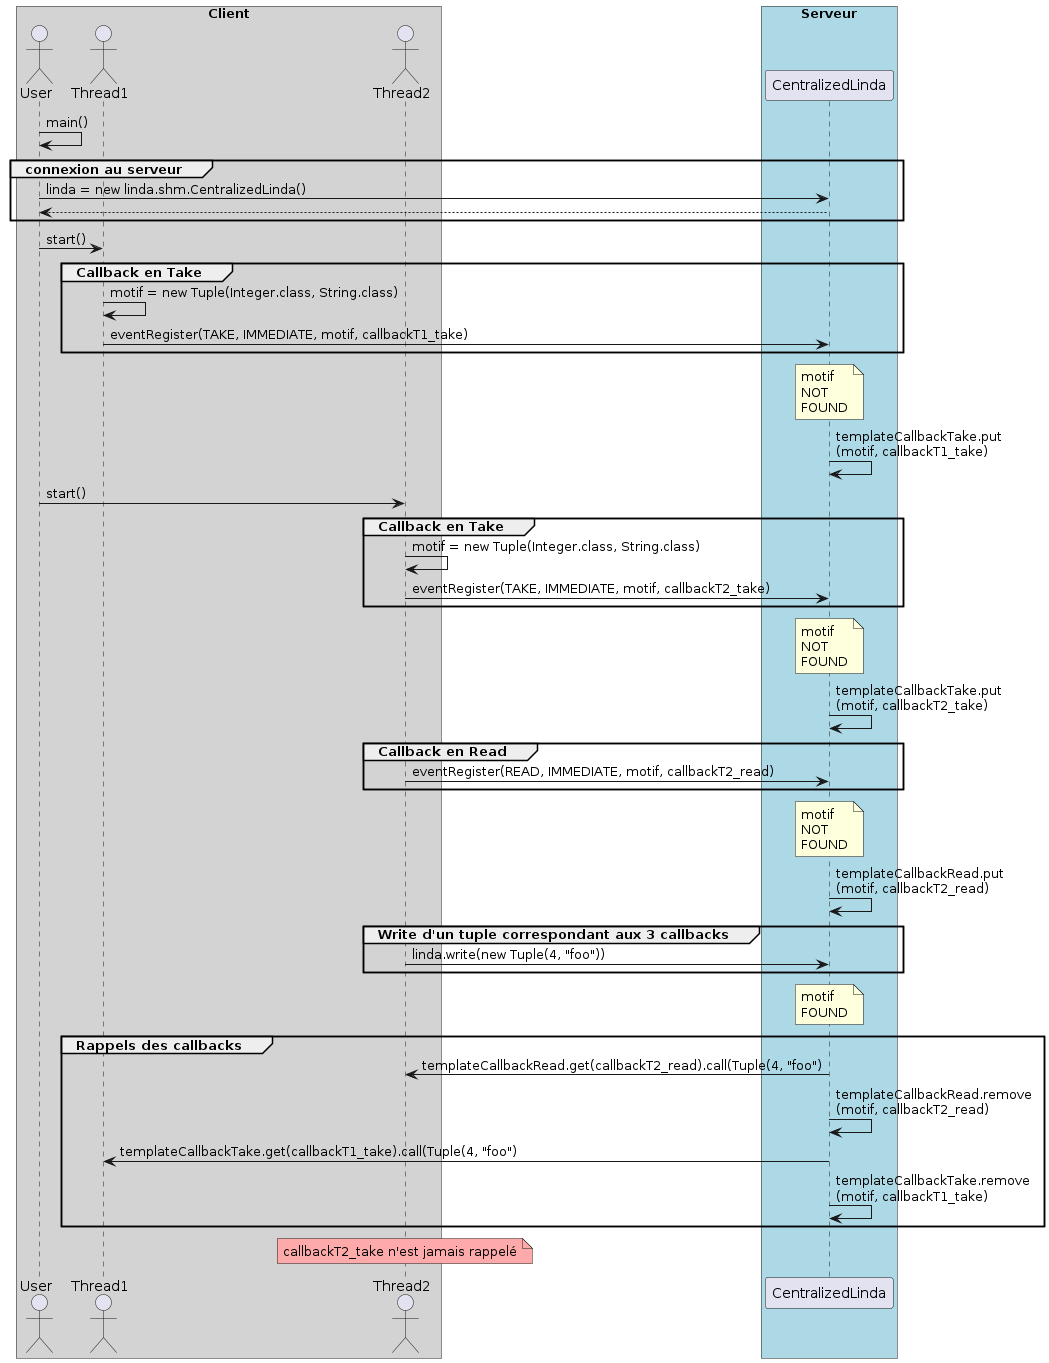 Client
Serveur
User
Thread1
Thread2
CentralizedLinda
main()
connexion au serveur
linda = new linda.shm.CentralizedLinda()
start()
Callback en Take
motif = new Tuple(Integer.class, String.class)
eventRegister(TAKE, IMMEDIATE, motif, callbackT1_take)
motif
NOT
FOUND
templateCallbackTake.put
(motif, callbackT1_take)
start()
Callback en Take
motif = new Tuple(Integer.class, String.class)
eventRegister(TAKE, IMMEDIATE, motif, callbackT2_take)
motif
NOT
FOUND
templateCallbackTake.put
(motif, callbackT2_take)
Callback en Read
eventRegister(READ, IMMEDIATE, motif, callbackT2_read)
motif
NOT
FOUND
templateCallbackRead.put
(motif, callbackT2_read)
Write d'un tuple correspondant aux 3 callbacks
linda.write(new Tuple(4, "foo"))
motif
FOUND
Rappels des callbacks
templateCallbackRead.get(callbackT2_read).call(Tuple(4, "foo")
templateCallbackRead.remove
(motif, callbackT2_read)
templateCallbackTake.get(callbackT1_take).call(Tuple(4, "foo")
templateCallbackTake.remove
(motif, callbackT1_take)
callbackT2_take n'est jamais rappelé
User
Thread1
Thread2
CentralizedLinda